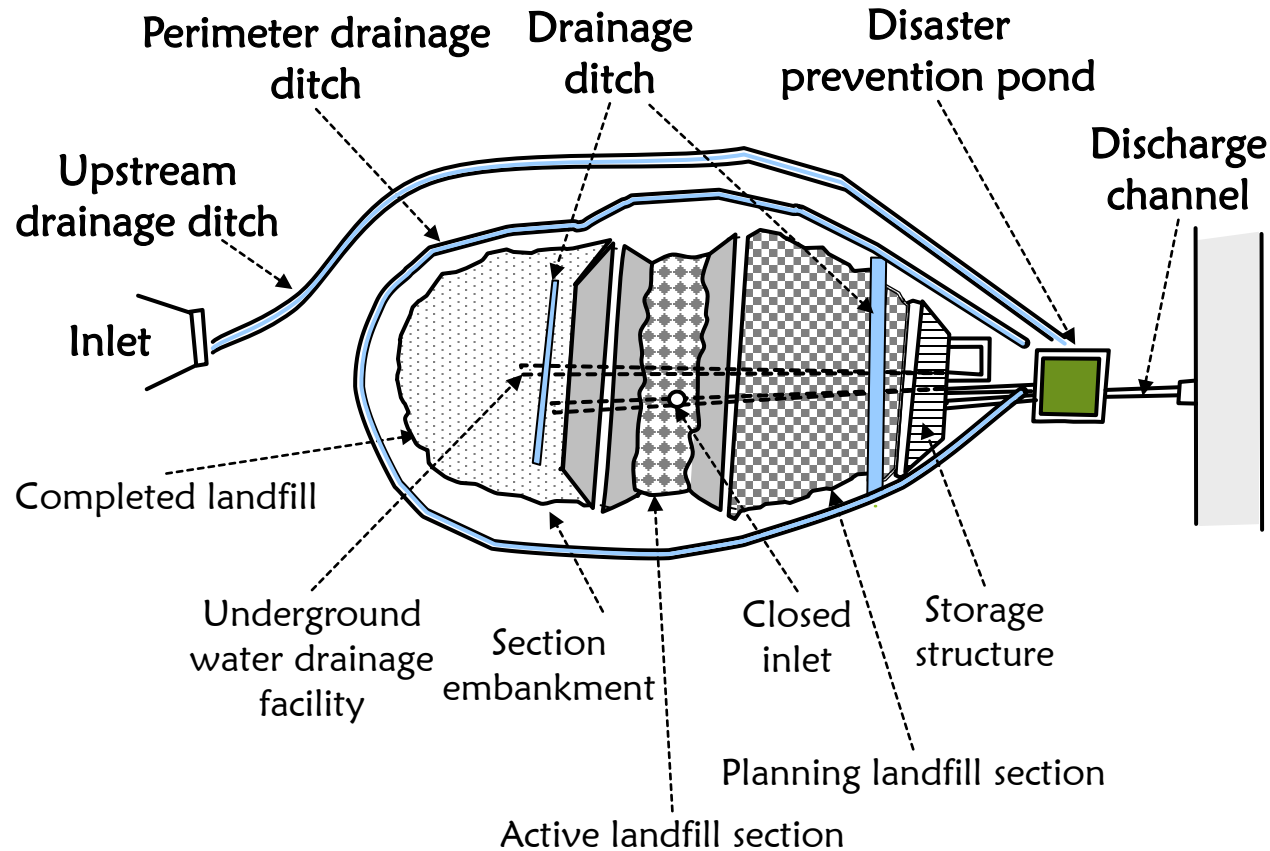 Perimeter drainage
ditch
Drainage
ditch
Disaster
prevention pond
Discharge
channel
Upstream
drainage ditch
Inlet
Completed landfill
Underground
water drainage
facility
Section
embankment
Closed
inlet
Storage
structure
Planning landfill section
Active landfill section